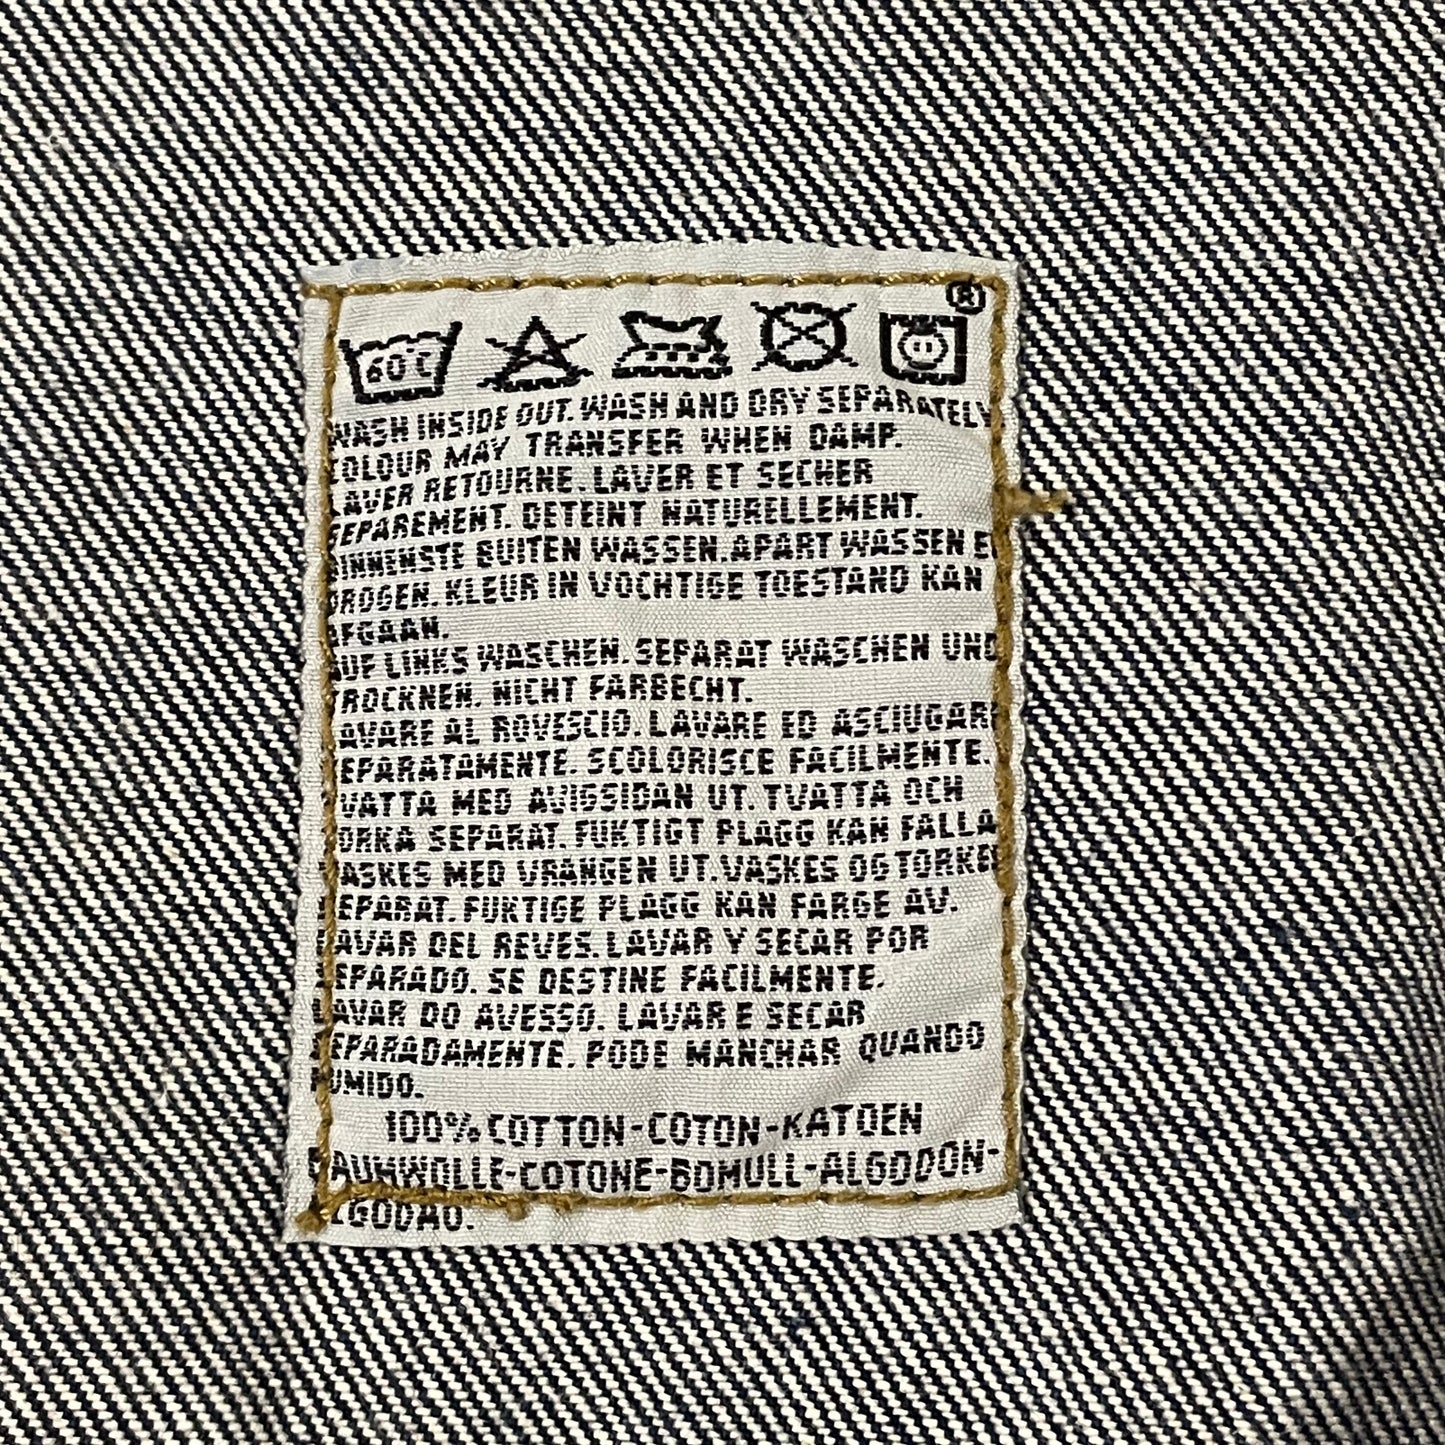 ®
60°C
WASH INSIDE OUT. WASH AND DRY SEPARATELY
COLOUR MAY TRANSFER WHEN DAMP.
LAVER RETOURNE. LAVER ET SECHER
SEPAREMENT. DETEINT NATURELLEMENT.
BINNENSTE BUITEN WASSEN. APART WASSEN EN
DROGEN. KLEUR IN VOCHTIGE TOESTAND KAN
AFGAAN.
AUF LINKS WASCHEN. SEPARAT WASCHEN UND
TROCKNEN. NICHT FARBECHT.
LAVARE AL ROVESCIO. LAVARE ED ASCIUGARE
SEPARATAMENTE. SCOLORISCE FACILMENTE.
TVATTA MED AVIGSIDAN UT. TVATTA OCH
TORKA SEPARAT. FUKTIGT PLAGG KAN FALLA
VASKES MED VRANGEN UT. VASKES OG TORKES
SEPARAT. FUKTIGE PLAGG KAN FARGE AV.
LAVAR DEL REVES. LAVAR Y SECAR POR
SEPARADO. SE DESTINE FACILMENTE.
LAVAR DO AVESSO. LAVAR E SECAR
SEPARADAMENTE. PODE MANCHAR QUANDO
HUMIDO.
100% COTTON-COTON-KATOEN
BAUMWOLLE-COTONE-BOMULL-ALGODON-
ALGODAO.